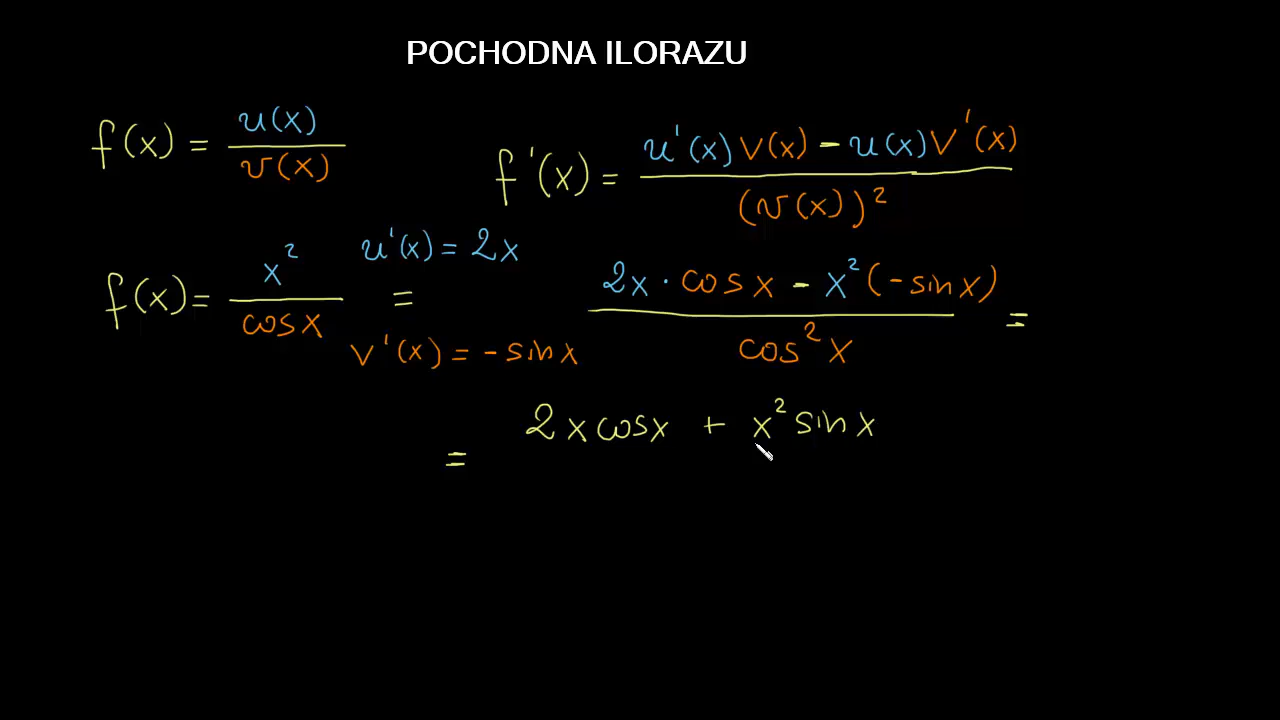 POCHODNA ILORAZU
f(x) = u(x) / v(x)
f'(x) = u'(x) v(x) - u(x) v'(x) / (v(x))²
f(x) = x² / cos x =
u'(x) = 2x
v'(x) = - sin x
2x · cos x - x² (- sin x) / cos² x =
= 2x cos x + x² sin x